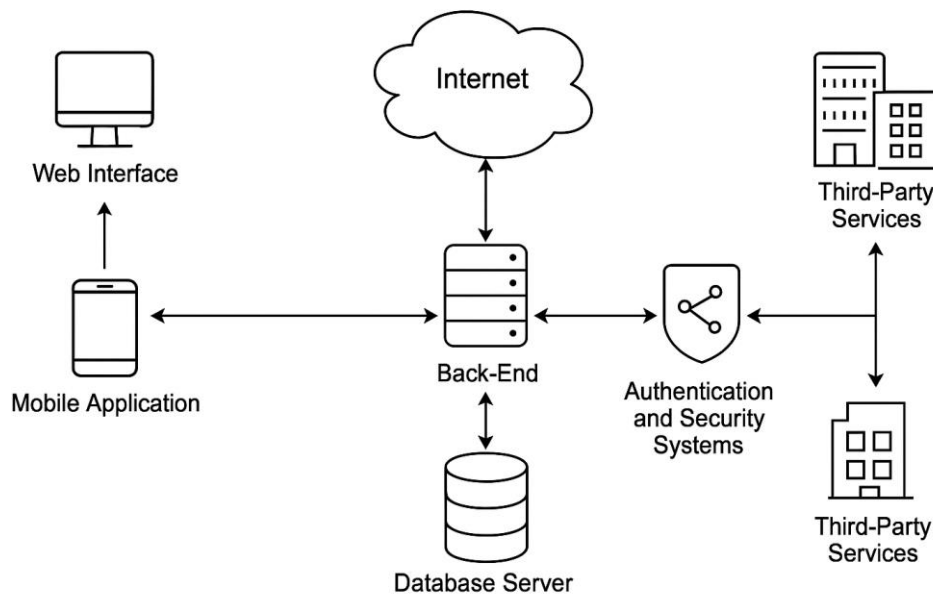 Internet
Web Interface
Third-Party
Services
Mobile Application
Back-End
Authentication
and Security
Systems
Database Server
Third-Party
Services